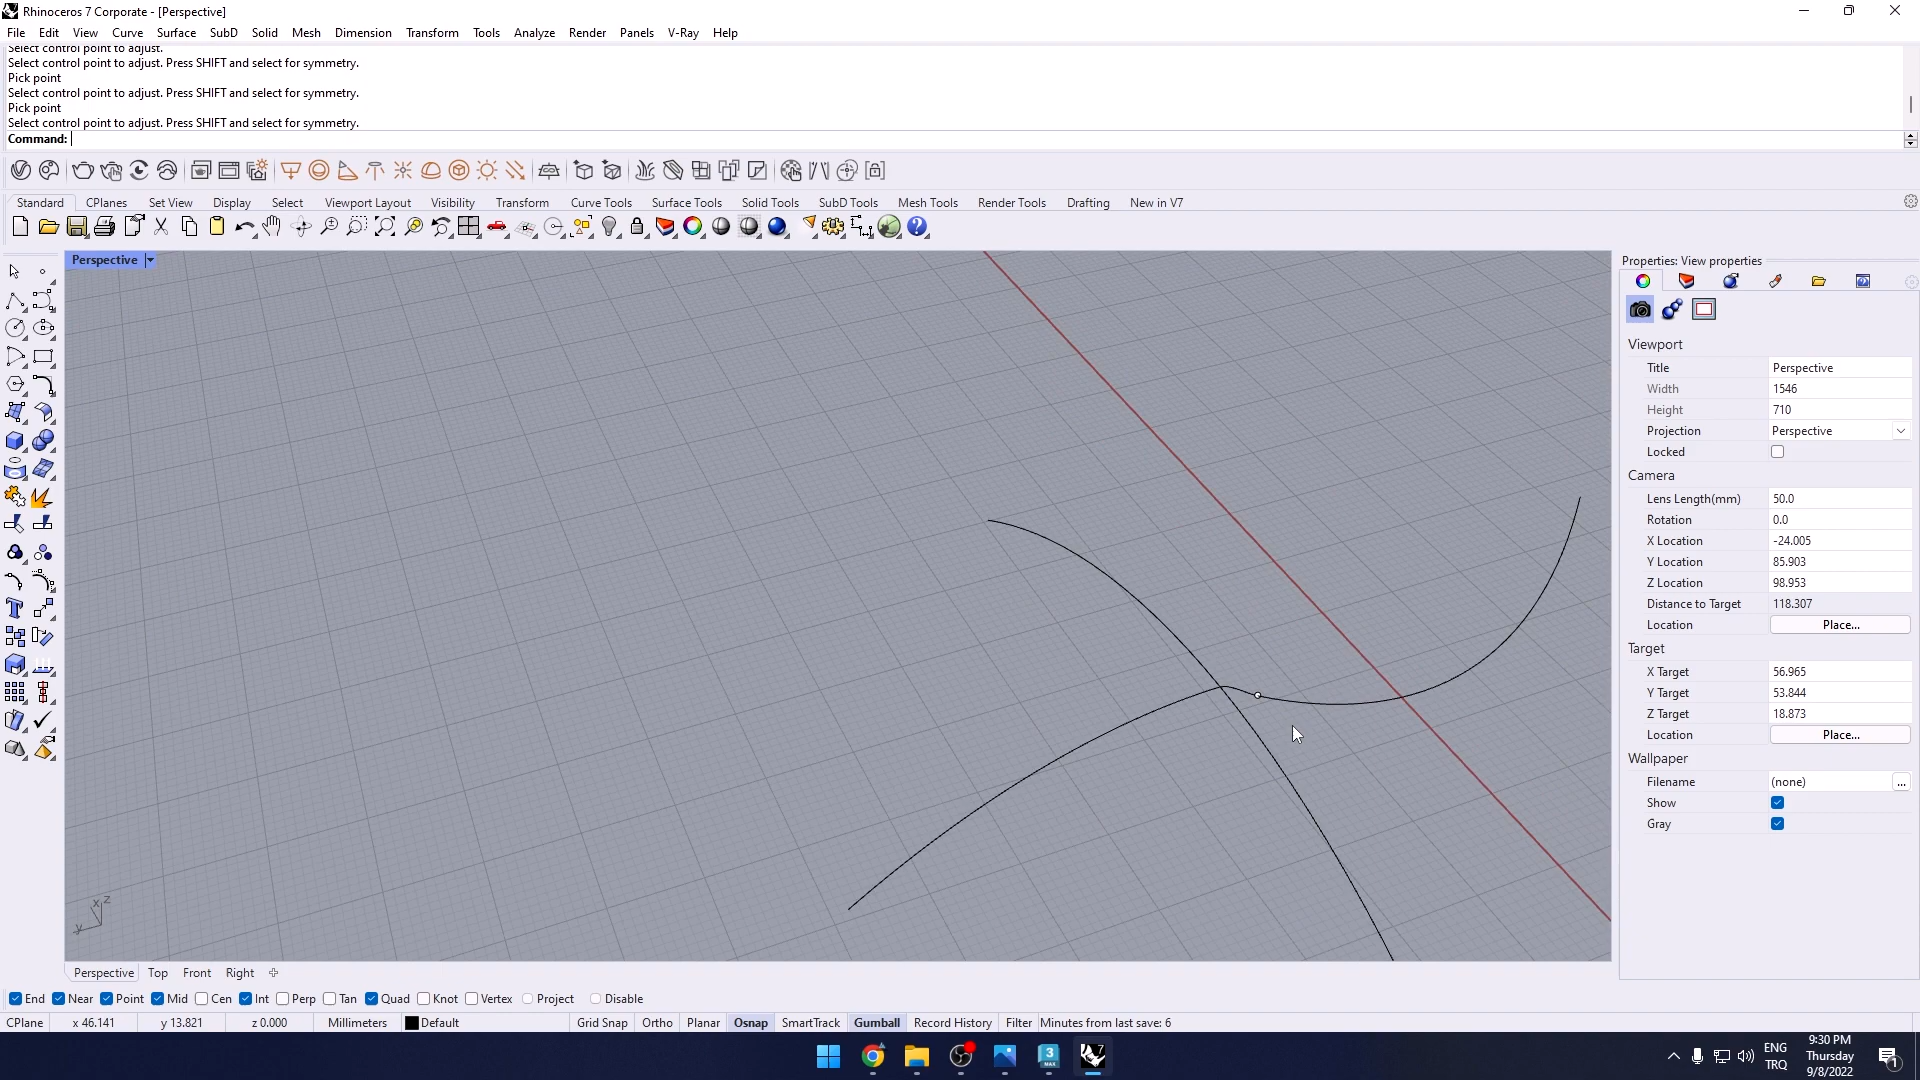 Rhinoceros 7 Corporate - [Perspective]
File Edit View Curve Surface SubD Solid Mesh Dimension Transform Tools Analyze Render Panels V-Ray Help
Select control point to adjust.
Select control point to adjust. Press SHIFT and select for symmetry.
Pick point
Select control point to adjust. Press SHIFT and select for symmetry.
Pick point
Select control point to adjust. Press SHIFT and select for symmetry.
Command:
Standard CPlanes Set View Display Select Viewport Layout Visibility Transform Curve Tools Surface Tools Solid Tools SubD Tools Mesh Tools Render Tools Drafting New in V7
Perspective
Properties: View properties
Viewport
Title Perspective
Width 1546
Height 710
Projection Perspective
Locked
Camera
Lens Length(mm) 50.0
Rotation 0.0
X Location -24.005
Y Location 85.903
Z Location 98.953
Distance to Target 118.307
Location Place...
Target
X Target 56.965
Y Target 53.844
Z Target 18.873
Location Place...
Wallpaper
Filename (none) ...
Show
Gray
x z
y
Perspective Top Front Right
End Near Point Mid Cen Int Perp Tan Quad Knot Vertex Project Disable
CPlane x 46.141 y 13.821 z 0.000 Millimeters Default Grid Snap Ortho Planar Osnap SmartTrack Gumball Record History Filter Minutes from last save: 6
3
MAX
7
ENG
TRQ
9:30 PM
Thursday
9/8/2022
1